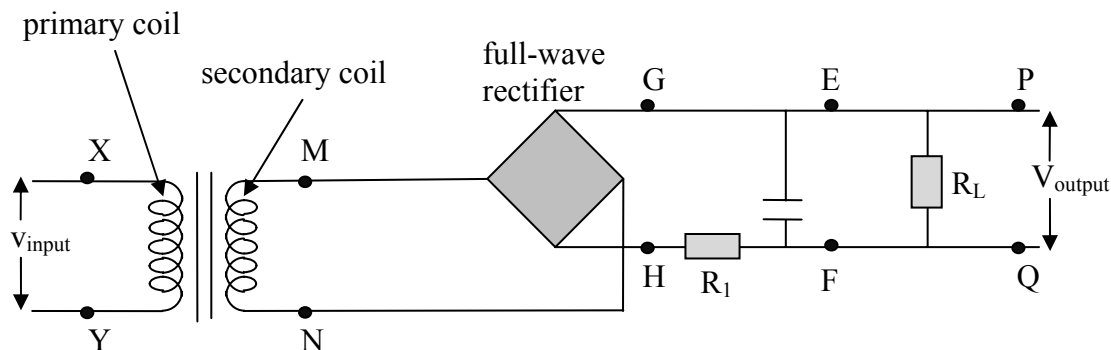 primary coil
secondary coil
full-wave
rectifier
G
E
P
X
M
v_input
R_L
V_output
H
R_1
F
Q
Y
N